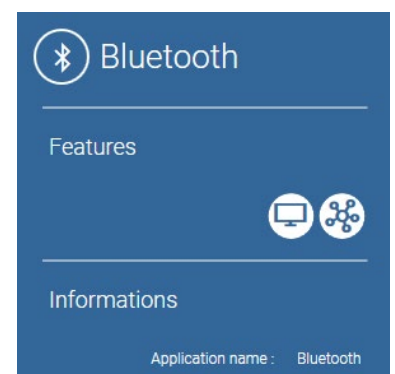 Bluetooth
Features
Informations
Application name : Bluetooth